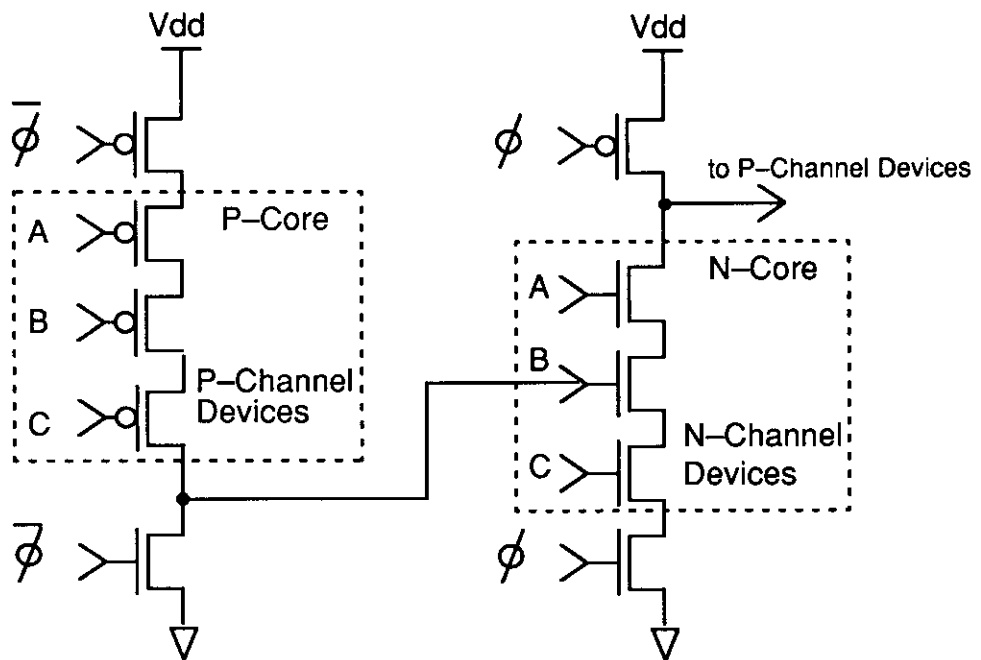 Vdd
ϕ̅
A
P–Core
B
P–Channel
Devices
C
ϕ̅
Vdd
ϕ
to P–Channel Devices
N–Core
A
B
N–Channel
Devices
C
ϕ